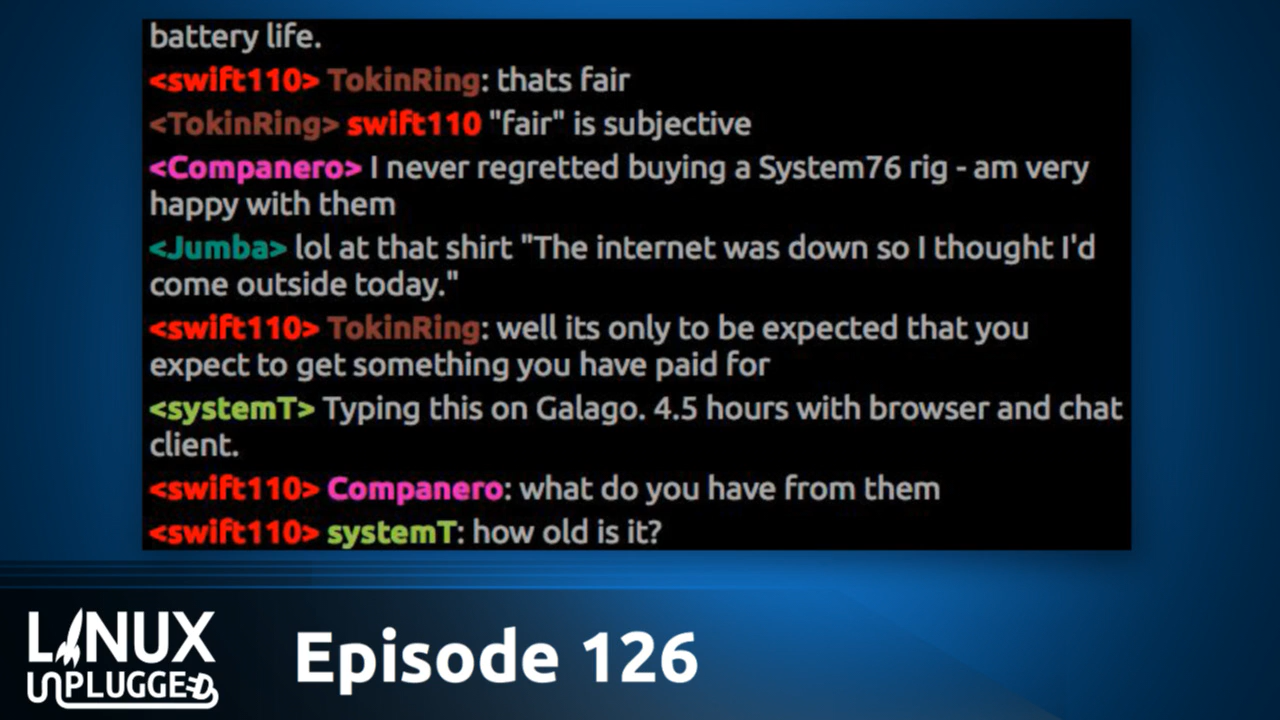 battery life.
<swift110> TokinRing: thats fair
<TokinRing> swift110 "fair" is subjective
<Companero> I never regretted buying a System76 rig - am very
happy with them
<Jumba> lol at that shirt "The internet was down so I thought I'd
come outside today."
<swift110> TokinRing: well its only to be expected that you
expect to get something you have paid for
<systemT> Typing this on Galago. 4.5 hours with browser and chat
client.
<swift110> Companero: what do you have from them
<swift110> systemT: how old is it?
LINUX
UNPLUGGED
Episode 126